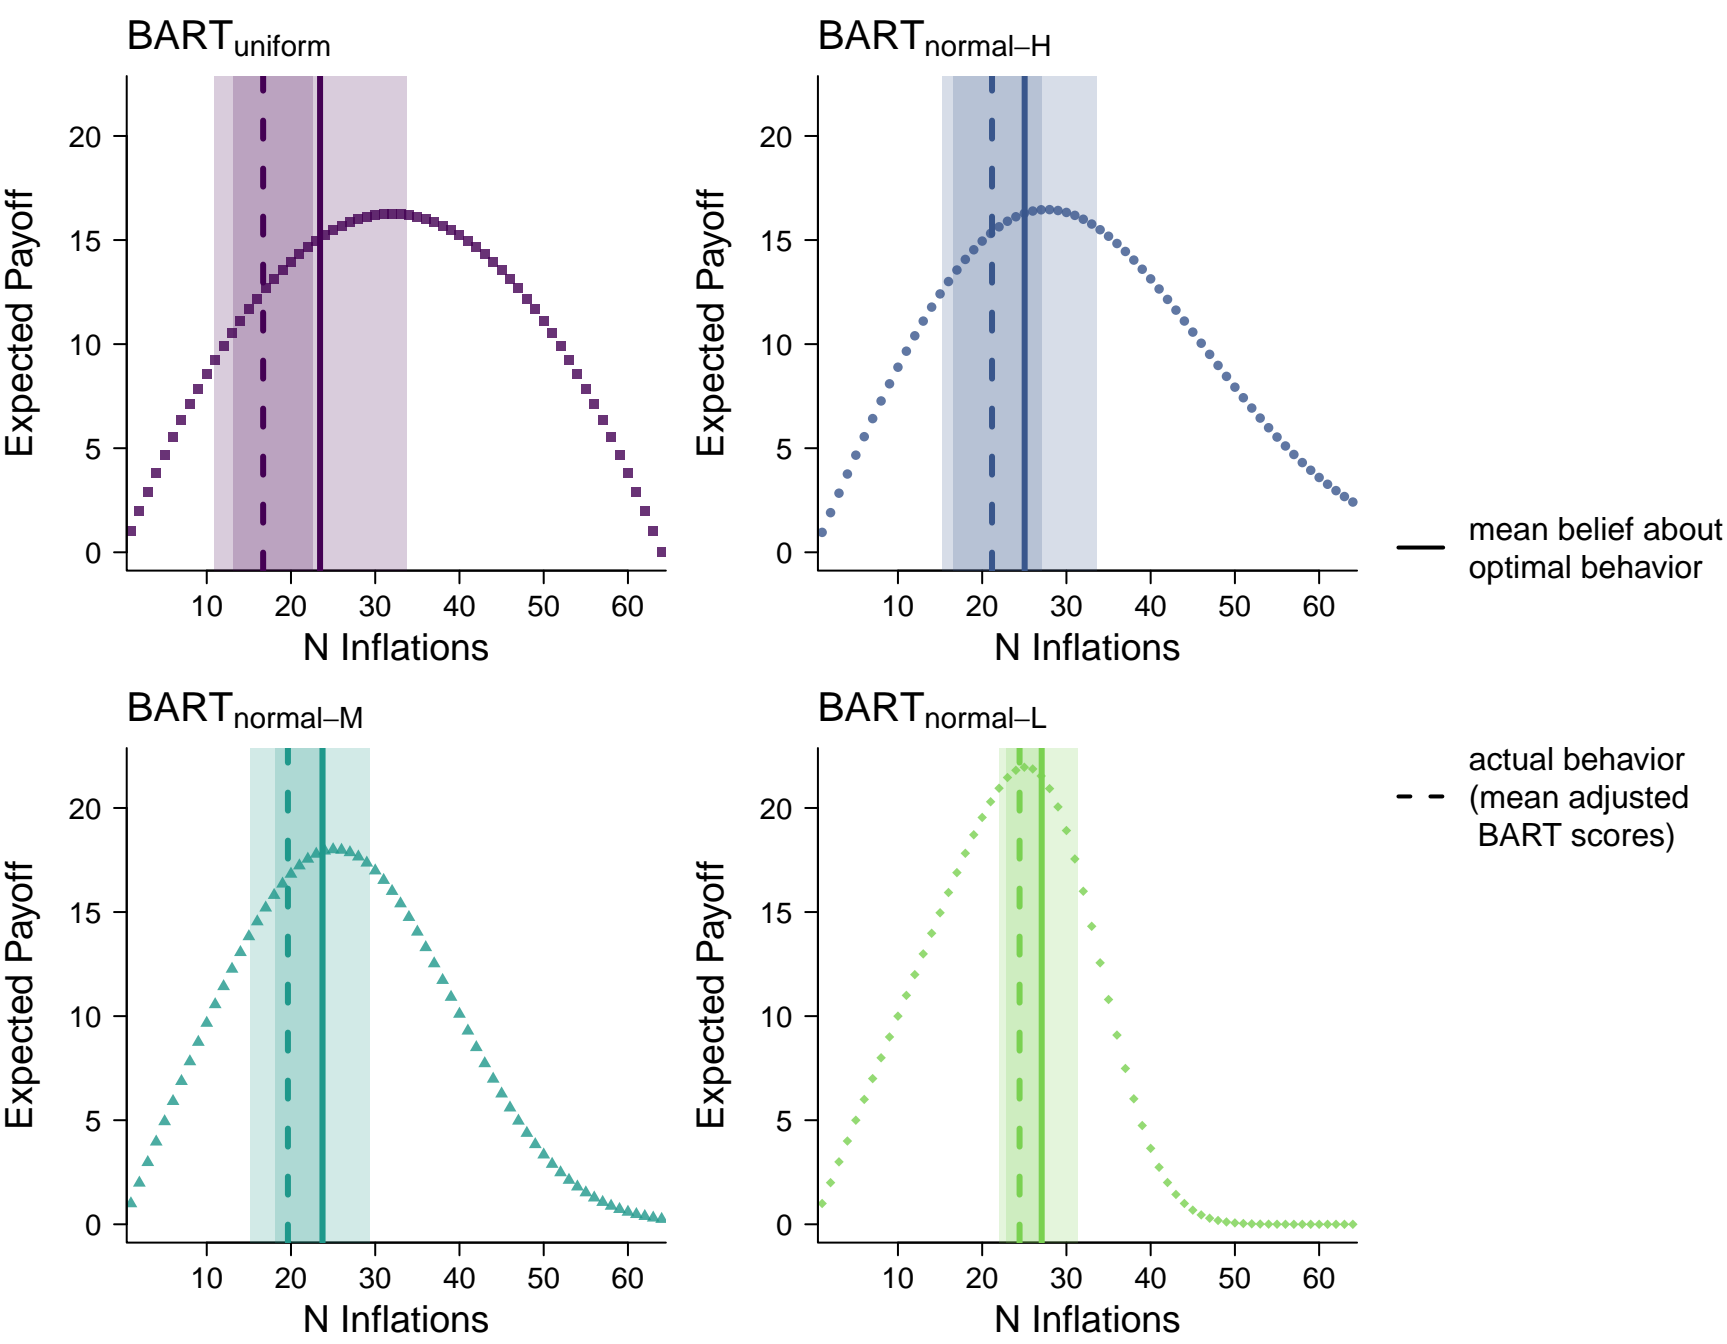 BARTuniform
20
15
10
5
0
Expected Payoff
10 20 30 40 50 60
N Inflations
BARTnormal–H
20
15
10
5
0
Expected Payoff
10 20 30 40 50 60
N Inflations
mean belief about
optimal behavior
BARTnormal–M
20
15
10
5
0
Expected Payoff
10 20 30 40 50 60
N Inflations
BARTnormal–L
20
15
10
5
0
Expected Payoff
10 20 30 40 50 60
N Inflations
actual behavior
(mean adjusted
BART scores)